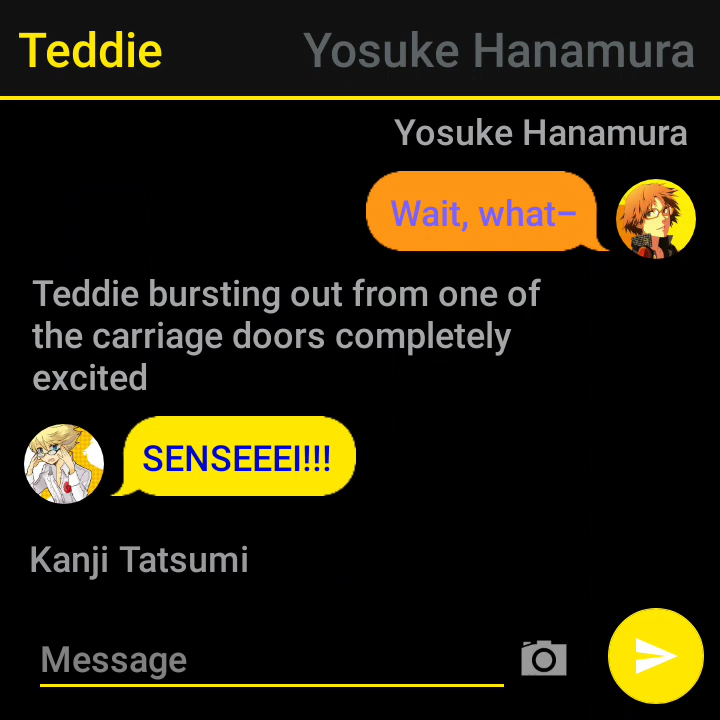 Teddie Yosuke Hanamura
Yosuke Hanamura
Wait, what–
Teddie bursting out from one of
the carriage doors completely
excited
SENSEEEI!!!
Kanji Tatsumi
Message